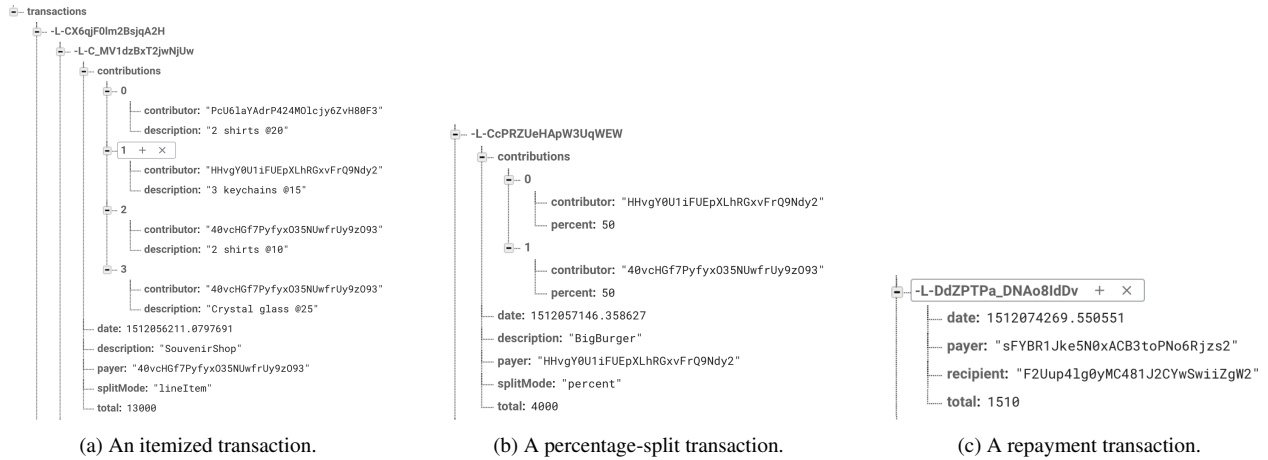 transactions
-L-CX6qjF0lm2BsjqA2H
-L-C_MV1dzBxT2jwNjUw
contributions
0
contributor: "PcU6laYAdrP424MOlcjy6ZvH80F3"
description: "2 shirts @20"
1 + ×
contributor: "HHvgY0U1iFUEpXLhRGxvFrQ9Ndy2"
description: "3 keychains @15"
2
contributor: "40vcHGf7PyfyxO35NUwfrUy9zO93"
description: "2 shirts @10"
3
contributor: "40vcHGf7PyfyxO35NUwfrUy9zO93"
description: "Crystal glass @25"
date: 1512056211.0797691
description: "SouvenirShop"
payer: "40vcHGf7PyfyxO35NUwfrUy9zO93"
splitMode: "lineItem"
total: 13000
(a) An itemized transaction.
-L-CcPRZUeHApW3UqWEW
contributions
0
contributor: "HHvgY0U1iFUEpXLhRGxvFrQ9Ndy2"
percent: 50
1
contributor: "40vcHGf7PyfyxO35NUwfrUy9zO93"
percent: 50
date: 1512057146.358627
description: "BigBurger"
payer: "HHvgY0U1iFUEpXLhRGxvFrQ9Ndy2"
splitMode: "percent"
total: 4000
(b) A percentage-split transaction.
-L-DdZPTPa_DNAo8IdDv + ×
date: 1512074269.550551
payer: "sFYBR1Jke5N0xACB3toPNo6Rjzs2"
recipient: "F2Uup4lg0yMC481J2CYwSwiiZgW2"
total: 1510
(c) A repayment transaction.